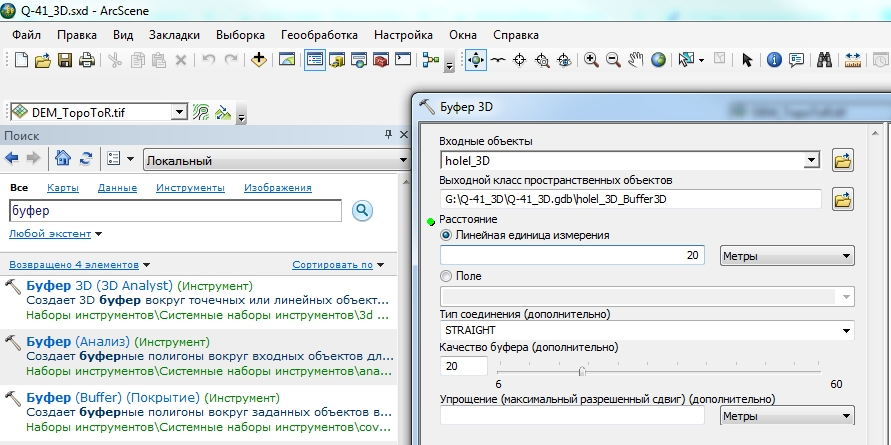 Q-41_3D.sxd - ArcScene
Файл Правка Вид Закладки Выборка Геообработка Настройка Окна Справка
DEM_TopoToR.tif
Поиск
Локальный
Все Карты Данные Инструменты Изображения
буфер
Любой экстент
Возвращено 4 элементов Сортировать по
Буфер 3D (3D Analyst) (Инструмент)
Создает 3D буфер вокруг точечных или линейных объект...
Наборы инструментов\Системные наборы инструментов\3d ...
Буфер (Анализ) (Инструмент)
Создает буферные полигоны вокруг входных объектов дл...
Наборы инструментов\Системные наборы инструментов\ana...
Буфер (Buffer) (Покрытие) (Инструмент)
Создает буферные полигоны вокруг заданных объектов в...
Наборы инструментов\Системные наборы инструментов\cov...
Буфер 3D
Входные объекты
holel_3D
Выходной класс пространственных объектов
G:\Q-41_3D\Q-41_3D.gdb\holel_3D_Buffer3D
Расстояние
Линейная единица измерения
20 Метры
Поле
Тип соединения (дополнительно)
STRAIGHT
Качество буфера (дополнительно)
20
6 60
Упрощение (максимальный разрешенный сдвиг) (дополнительно)
Метры